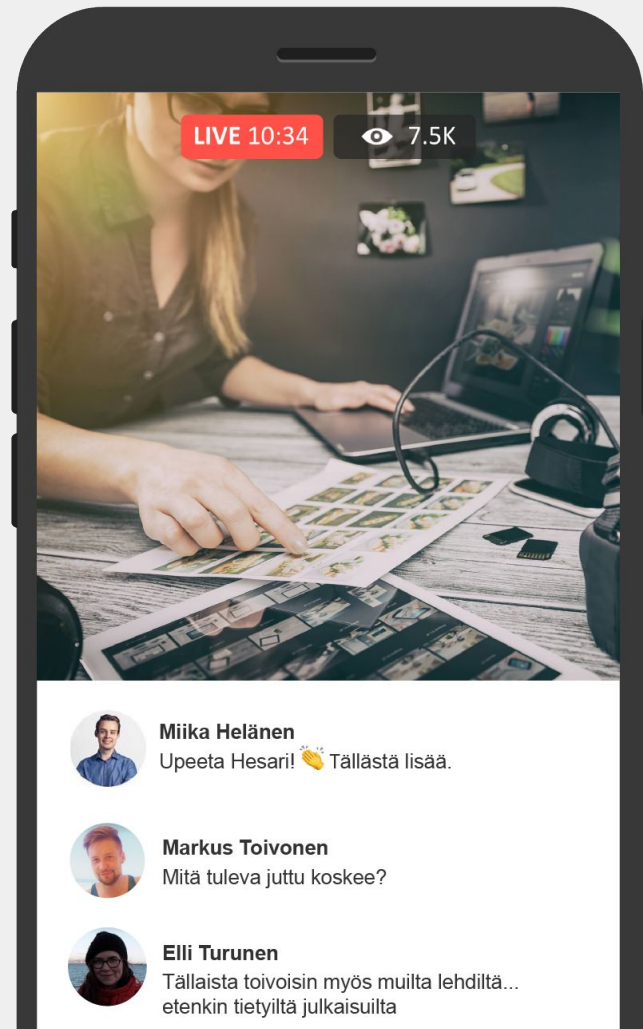 LIVE 10:34 7.5K
Miika Helänen
Upeeta Hesari! 👏 Tällästä lisää.
Markus Toivonen
Mitä tuleva juttu koskee?
Elli Turunen
Tällaista toivoisin myös muilta lehdiltä...
etenkin tietyiltä julkaisuilta